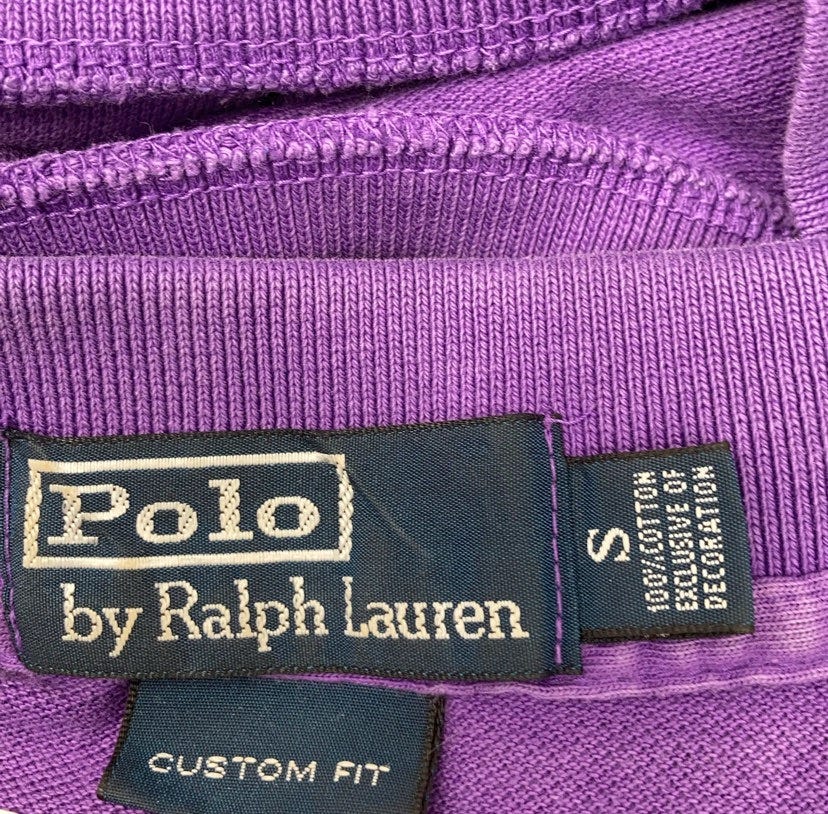 Polo
by Ralph Lauren
S
100% COTTON
EXCLUSIVE OF
DECORATION
CUSTOM FIT